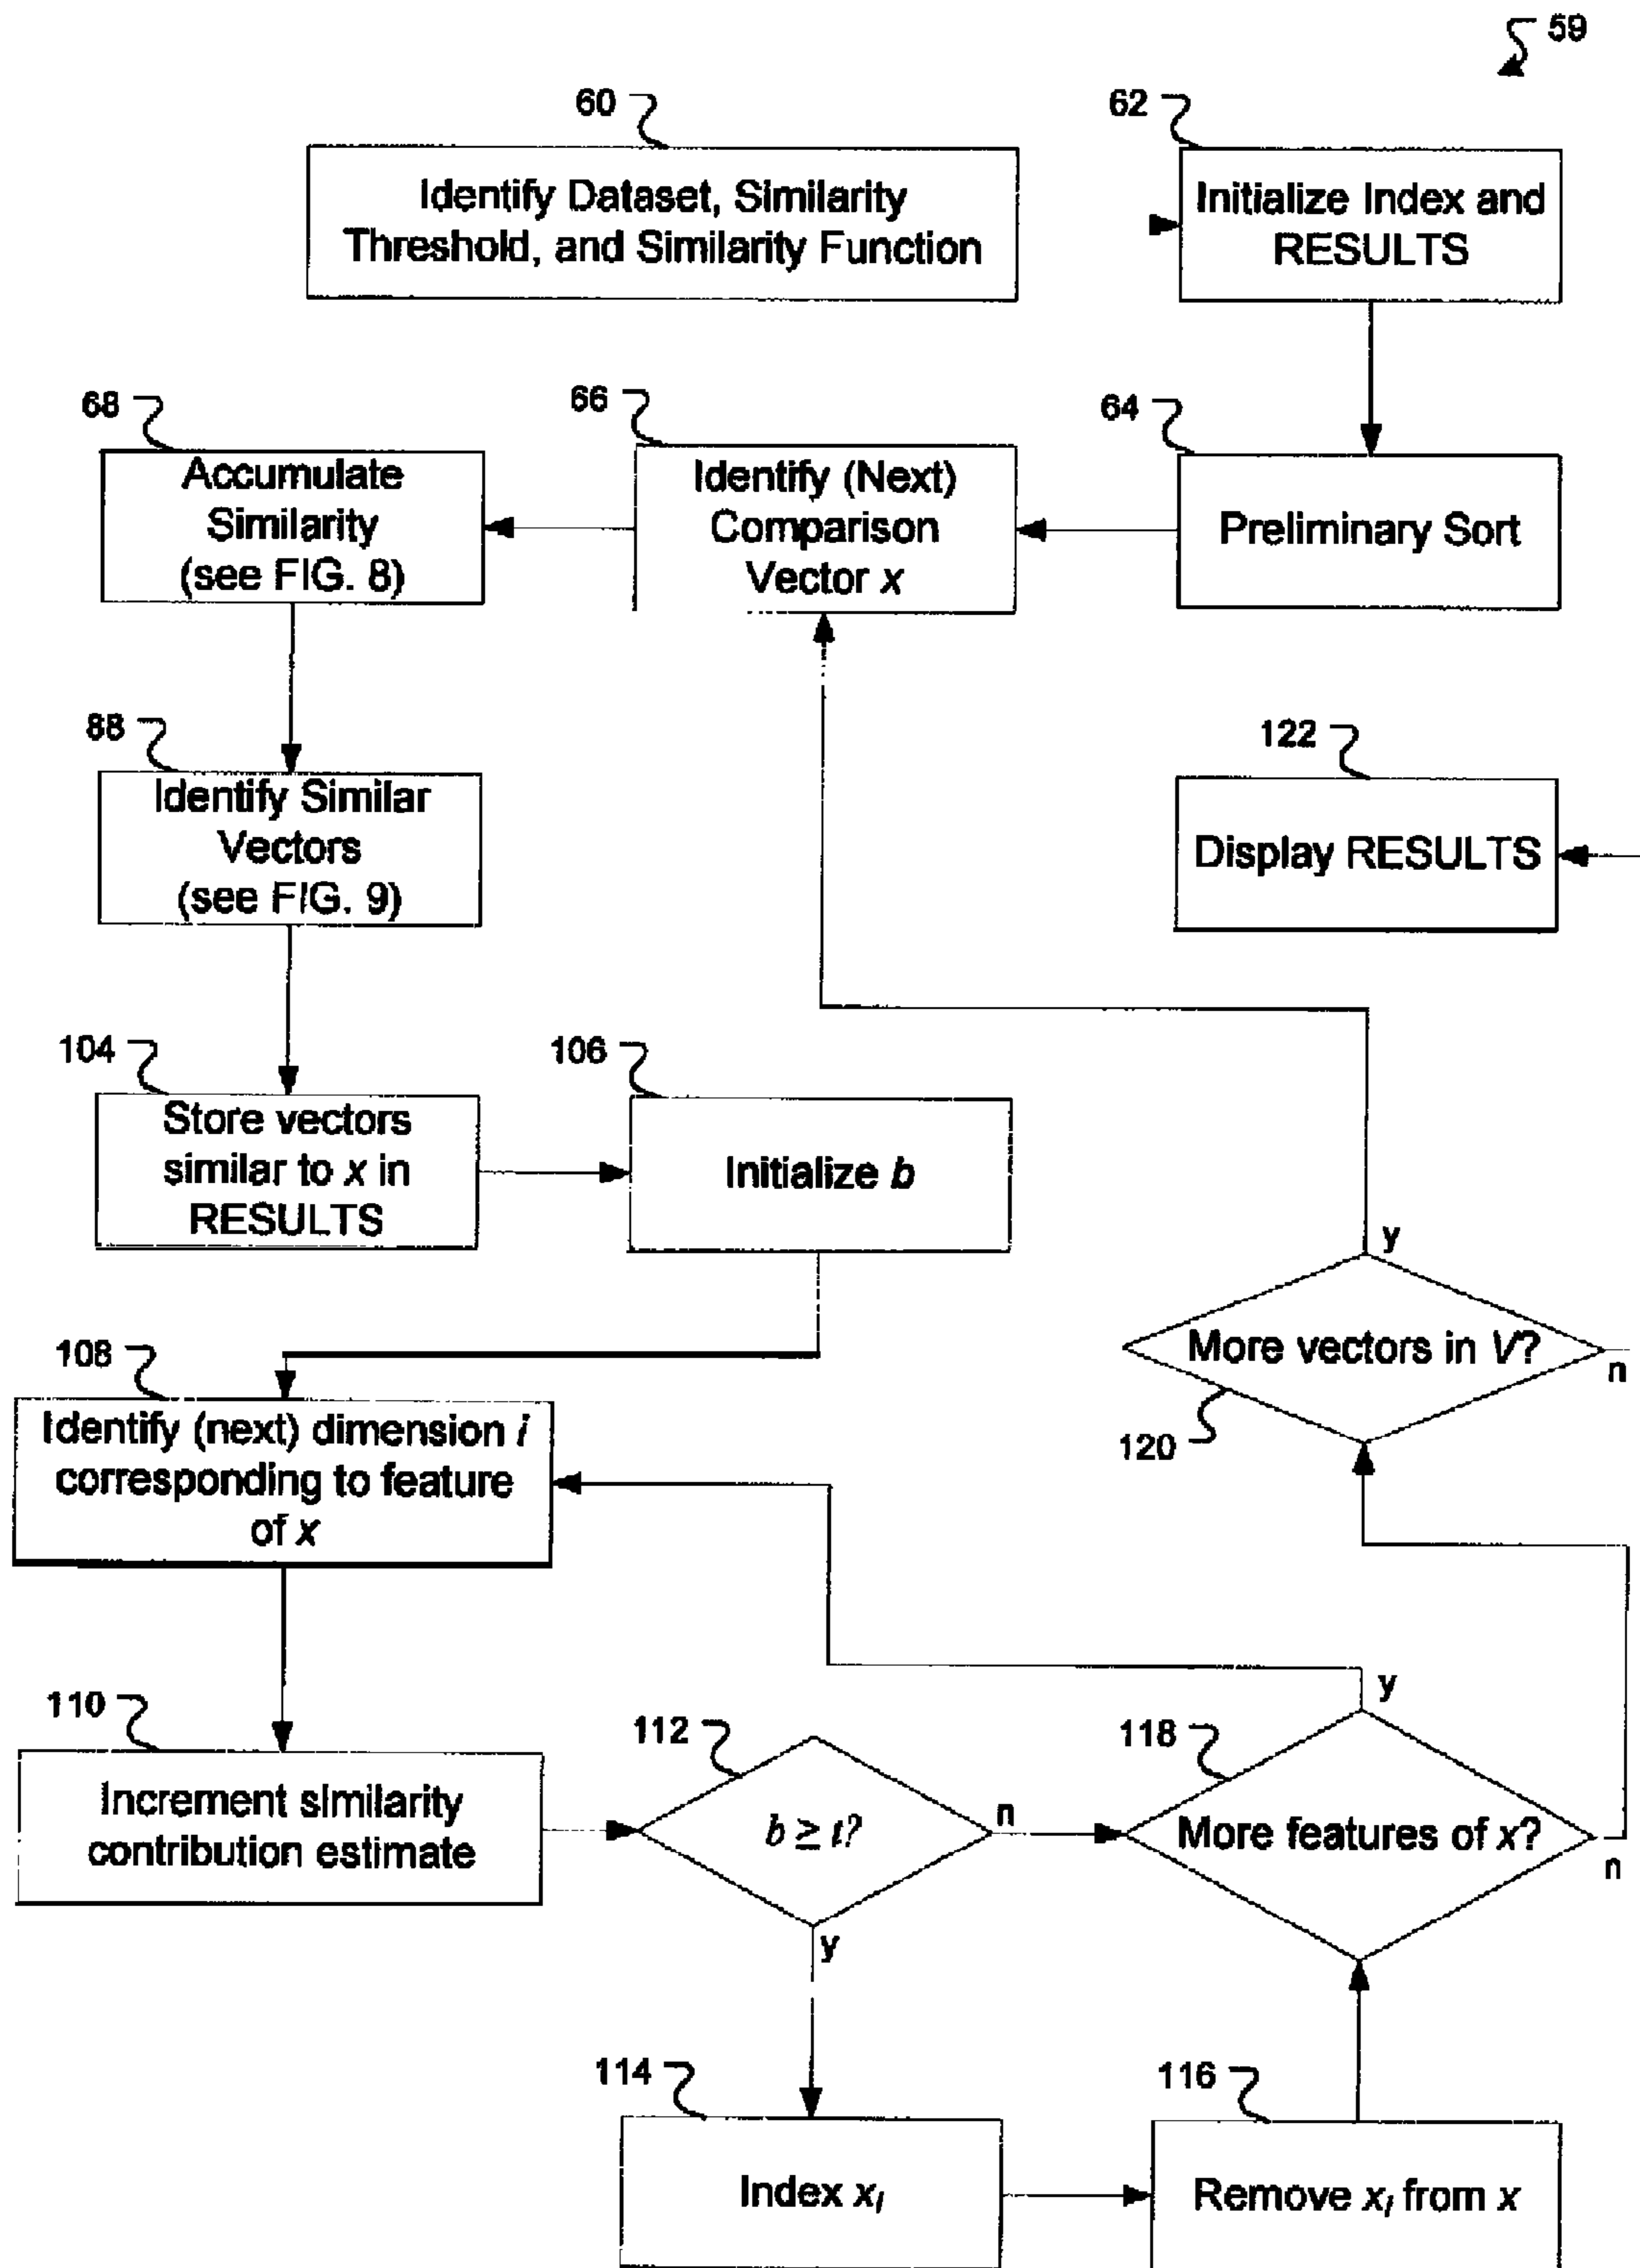 59
60
Identify Dataset, Similarity
Threshold, and Similarity Function
62
Initialize Index and
RESULTS
68
Accumulate
Similarity
(see FIG. 8)
66
Identify (Next)
Comparison
Vector x
64
Preliminary Sort
88
Identify Similar
Vectors
(see FIG. 9)
122
Display RESULTS
104
Store vectors
similar to x in
RESULTS
106
Initialize b
y
More vectors in V?
n
120
108
Identify (next) dimension i
corresponding to feature
of x
110
Increment similarity
contribution estimate
112
b ≥ t?
n
y
118
y
More features of x?
n
114
Index xi
116
Remove xi from x